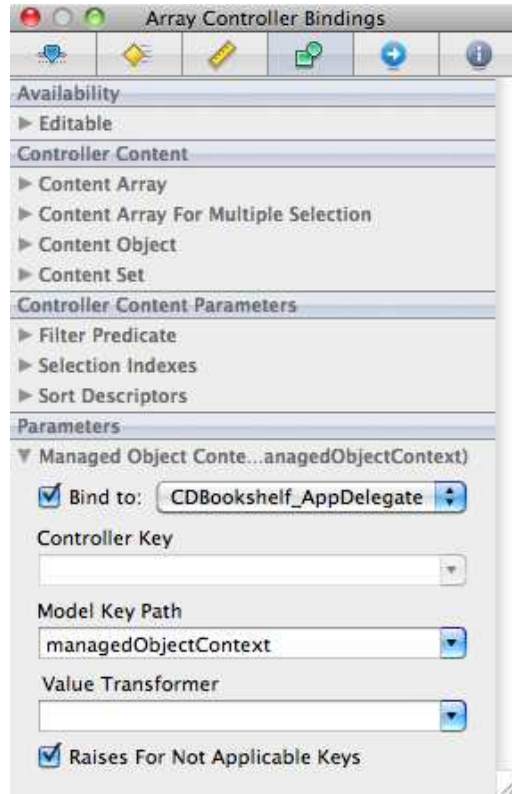 Array Controller Bindings
Availability
Editable
Controller Content
Content Array
Content Array For Multiple Selection
Content Object
Content Set
Controller Content Parameters
Filter Predicate
Selection Indexes
Sort Descriptors
Parameters
Managed Object Conte...anagedObjectContext)
Bind to: CDBookshelf_AppDelegate
Controller Key
Model Key Path
managedObjectContext
Value Transformer
Raises For Not Applicable Keys